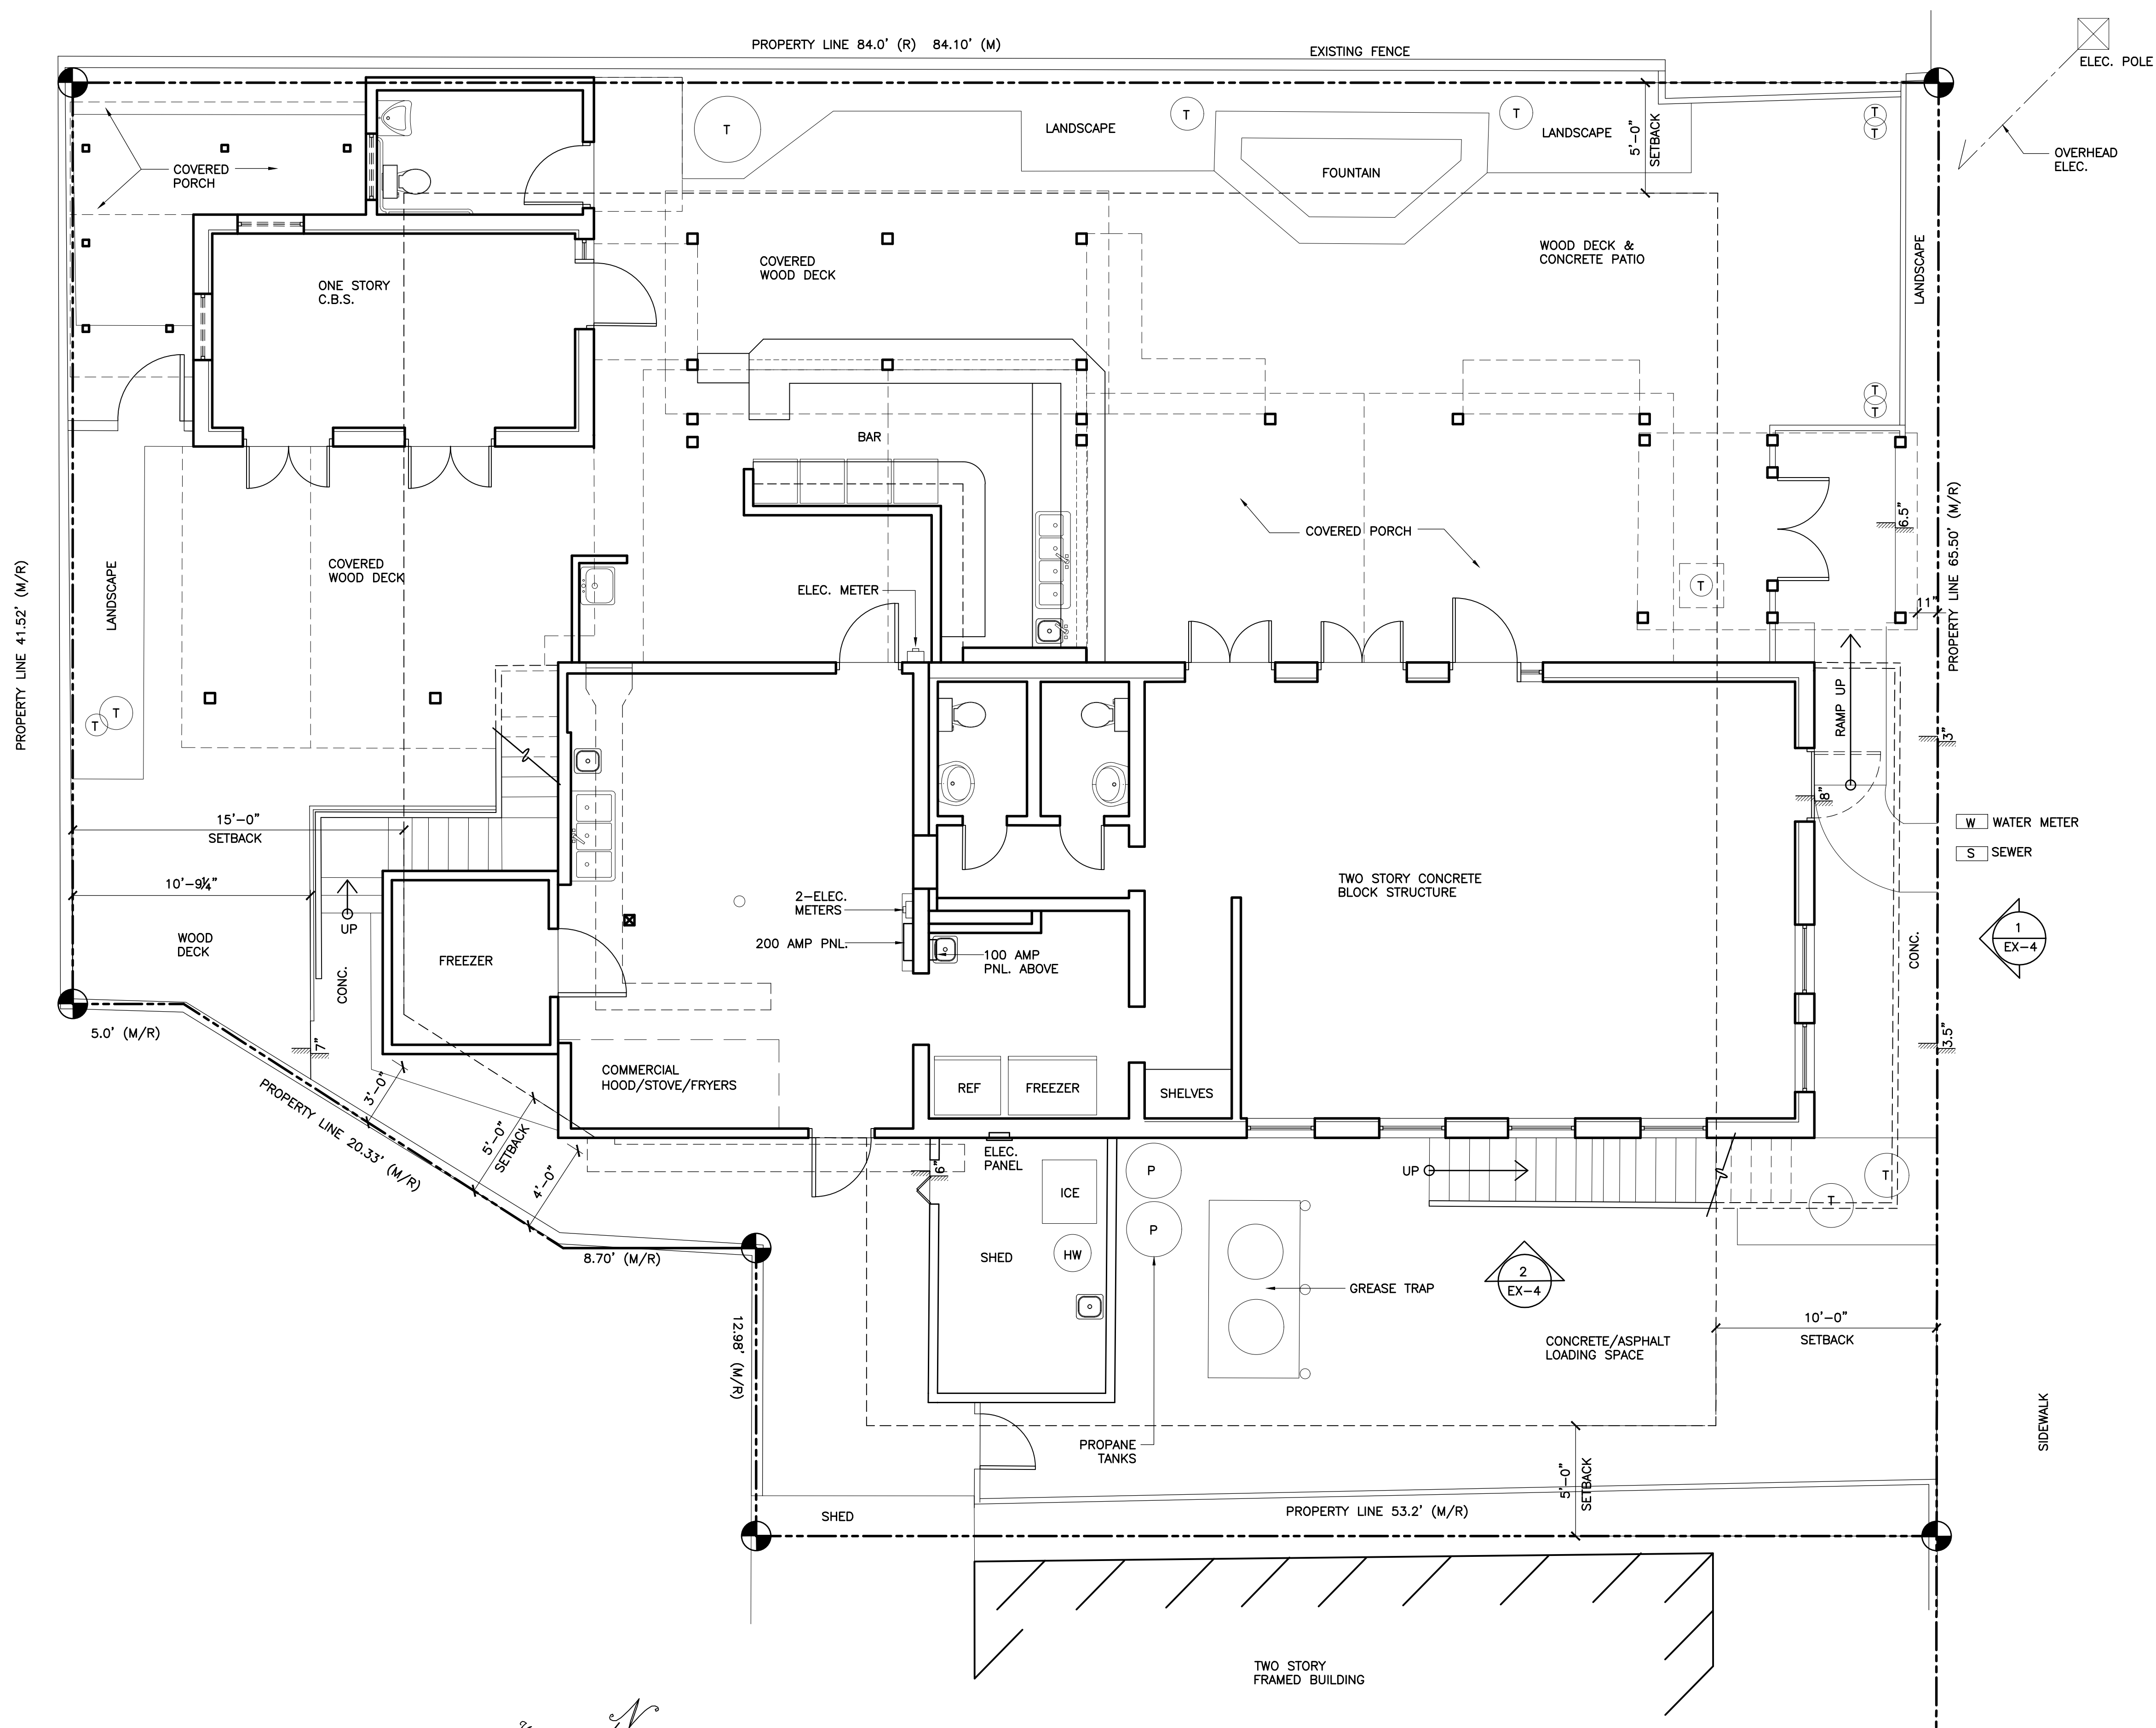 PROPERTY LINE 84.0' (R)  84.10' (M)
EXISTING FENCE
ELEC. POLE
OVERHEAD
ELEC.
T
LANDSCAPE
T
T
LANDSCAPE
5'-0"
SETBACK
T
T
COVERED
PORCH
FOUNTAIN
ONE STORY
C.B.S.
COVERED
WOOD DECK
WOOD DECK &
CONCRETE PATIO
LANDSCAPE
T
T
BAR
PROPERTY LINE 41.52' (M/R)
LANDSCAPE
COVERED
WOOD DECK
ELEC. METER
COVERED PORCH
6.5"
T
11"
PROPERTY LINE 65.50' (M/R)
T
T
RAMP UP
3"
8"
15'-0"
SETBACK
10'-9¼"
W
WATER METER
S
SEWER
TWO STORY CONCRETE
BLOCK STRUCTURE
2-ELEC.
METERS
200 AMP PNL.
100 AMP
PNL. ABOVE
UP
WOOD
DECK
CONC.
FREEZER
CONC.
1
EX-4
5.0' (M/R)
7"
3.5"
3'-0"
COMMERCIAL
HOOD/STOVE/FRYERS
REF
FREEZER
SHELVES
PROPERTY LINE 20.33' (M/R)
5'-0"
SETBACK
4'-0"
6"
ELEC.
PANEL
ICE
P
P
UP
T
T
8.70' (M/R)
SHED
HW
GREASE TRAP
2
EX-4
12.98' (M/R)
10'-0"
SETBACK
CONCRETE/ASPHALT
LOADING SPACE
SIDEWALK
PROPANE
TANKS
5'-0"
SETBACK
SHED
PROPERTY LINE 53.2' (M/R)
TWO STORY
FRAMED BUILDING
N